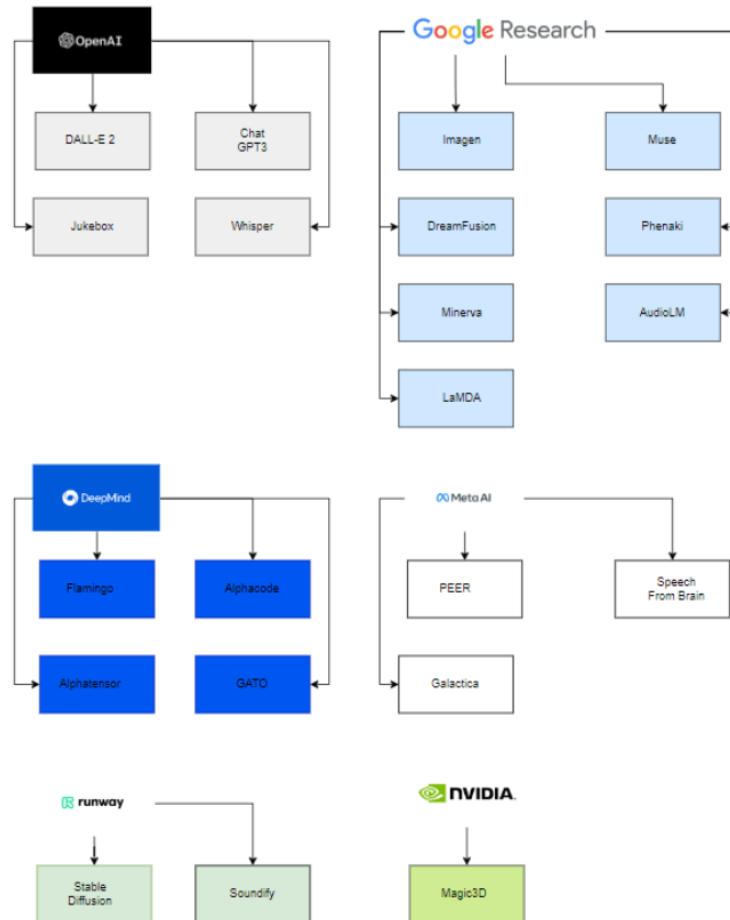 OpenAI
Google Research
DALL-E 2
Chat
GPT3
Imagen
Muse
Jukebox
Whisper
DreamFusion
Phenaki
Minerva
AudioLM
LaMDA
DeepMind
Meta AI
Flamingo
Alphacode
PEER
Speech
From Brain
Alphatensor
GATO
Galactica
runway
NVIDIA.
Stable
Diffusion
Soundify
Magic3D